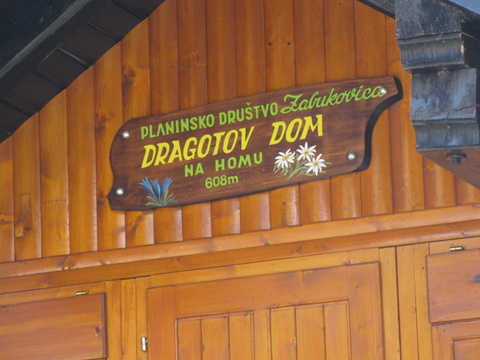 PLANINSKO DRUŠTVO Zabukovica
DRAGOTOV DOM
NA HOMU
608m